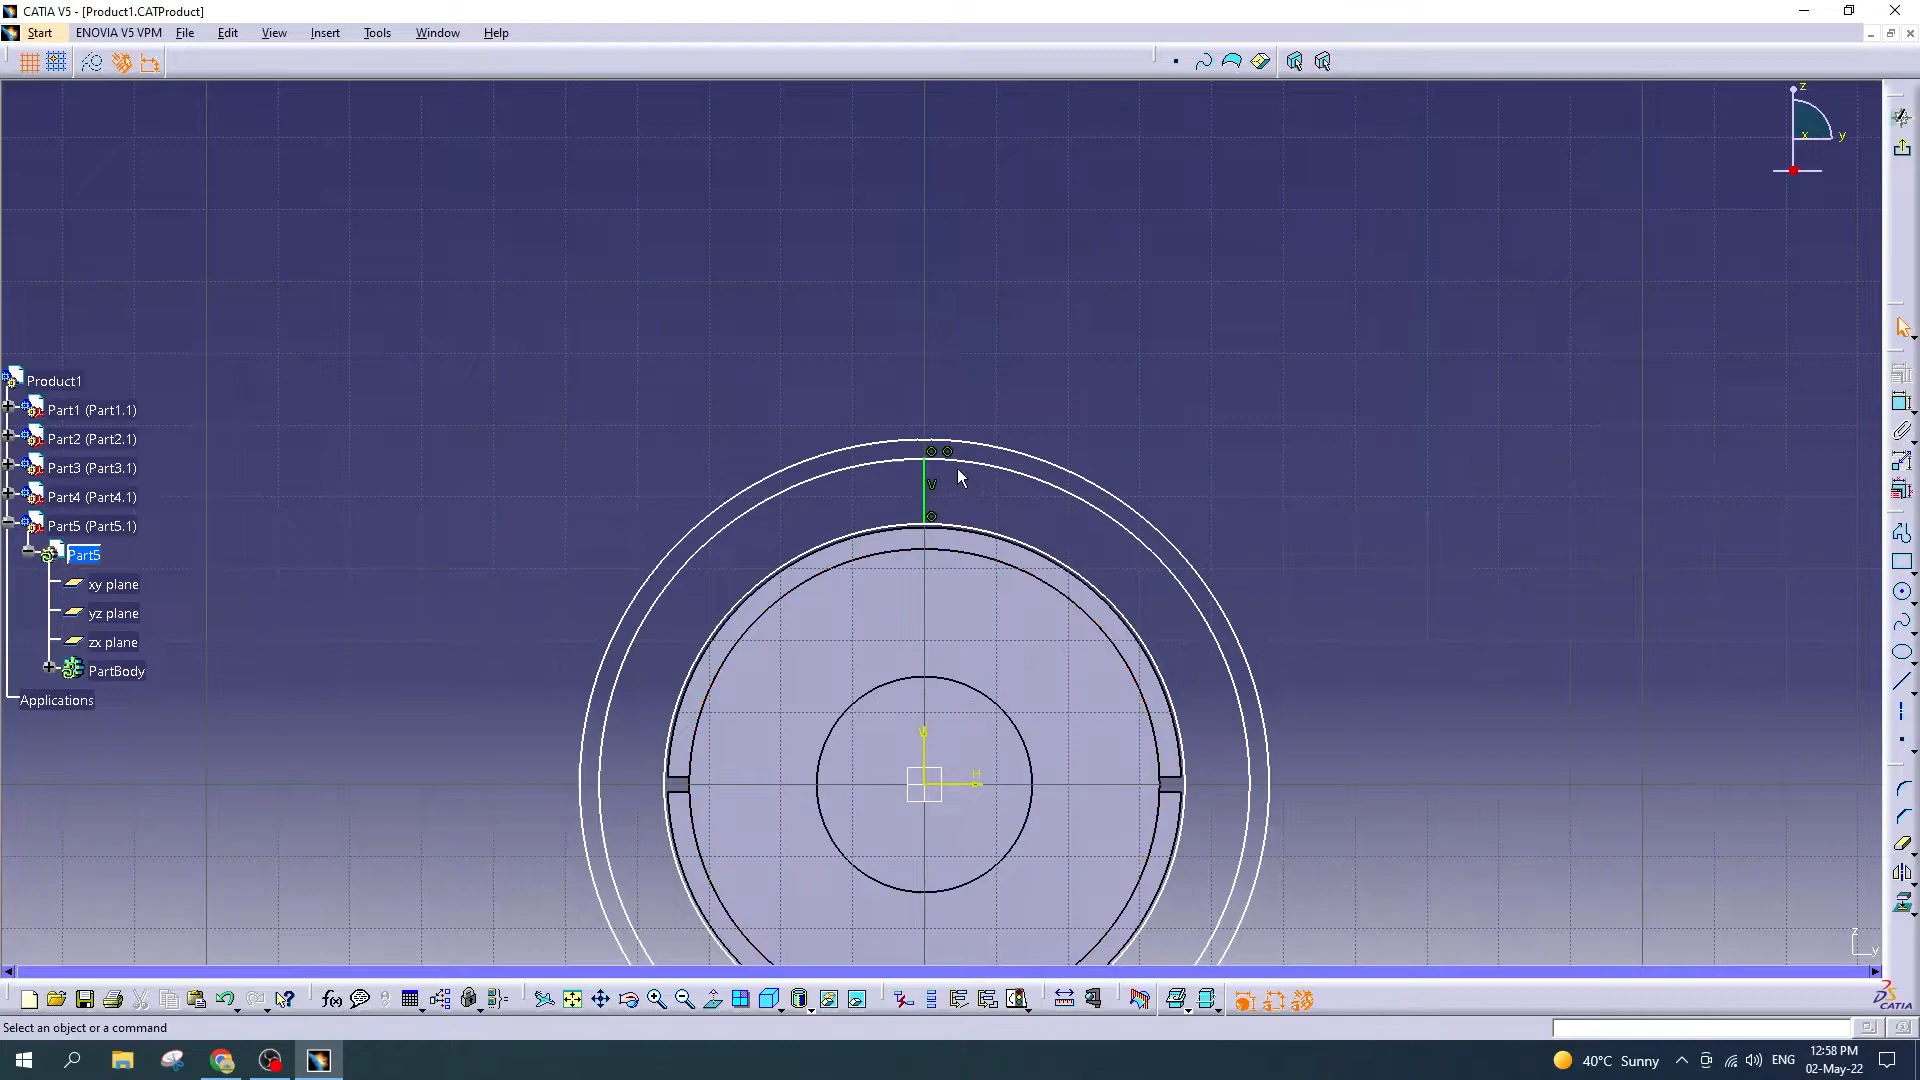 CATIA V5 - [Product1.CATProduct]
Start ENOVIA V5 VPM File Edit View Insert Tools Window Help
z
x y
Product1
Part1 (Part1.1)
Part2 (Part2.1)
Part3 (Part3.1)
Part4 (Part4.1)
Part5 (Part5.1)
Part5
xy plane
yz plane
zx plane
PartBody
Applications
V
V
H
z
y
f(x)
CATIA
Select an object or a command
40°C Sunny
ENG
12:58 PM
02-May-22